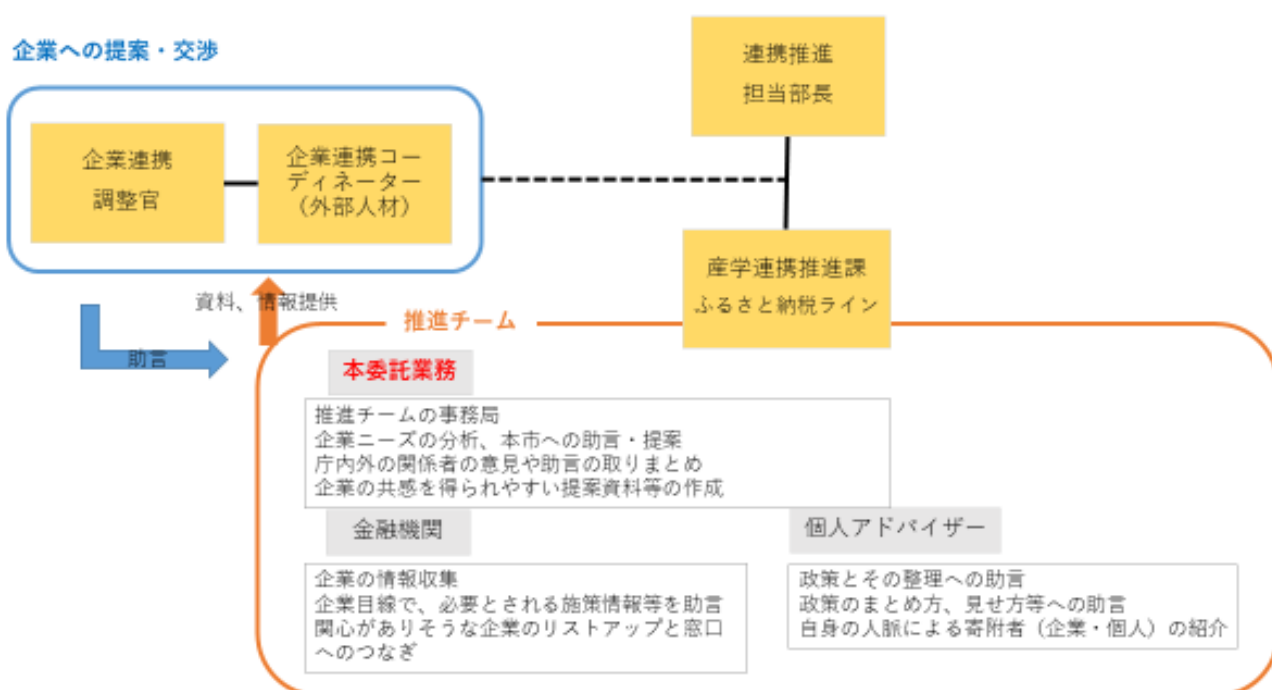 企業への提案・交渉
連携推進
担当部長
企業連携
調整官
企業連携コー
ディネーター
（外部人材）
産学連携推進課
ふるさと納税ライン
資料、情報提供
助言
推進チーム
本委託業務
推進チームの事務局
企業ニーズの分析、本市への助言・提案
庁内外の関係者の意見や助言の取りまとめ
企業の共感を得られやすい提案資料等の作成
金融機関
企業の情報収集
企業目線で、必要とされる施策情報等を助言
関心がありそうな企業のリストアップと窓口
へのつなぎ
個人アドバイザー
政策とその整理への助言
政策のまとめ方、見せ方等への助言
自身の人脈による寄附者（企業・個人）の紹介